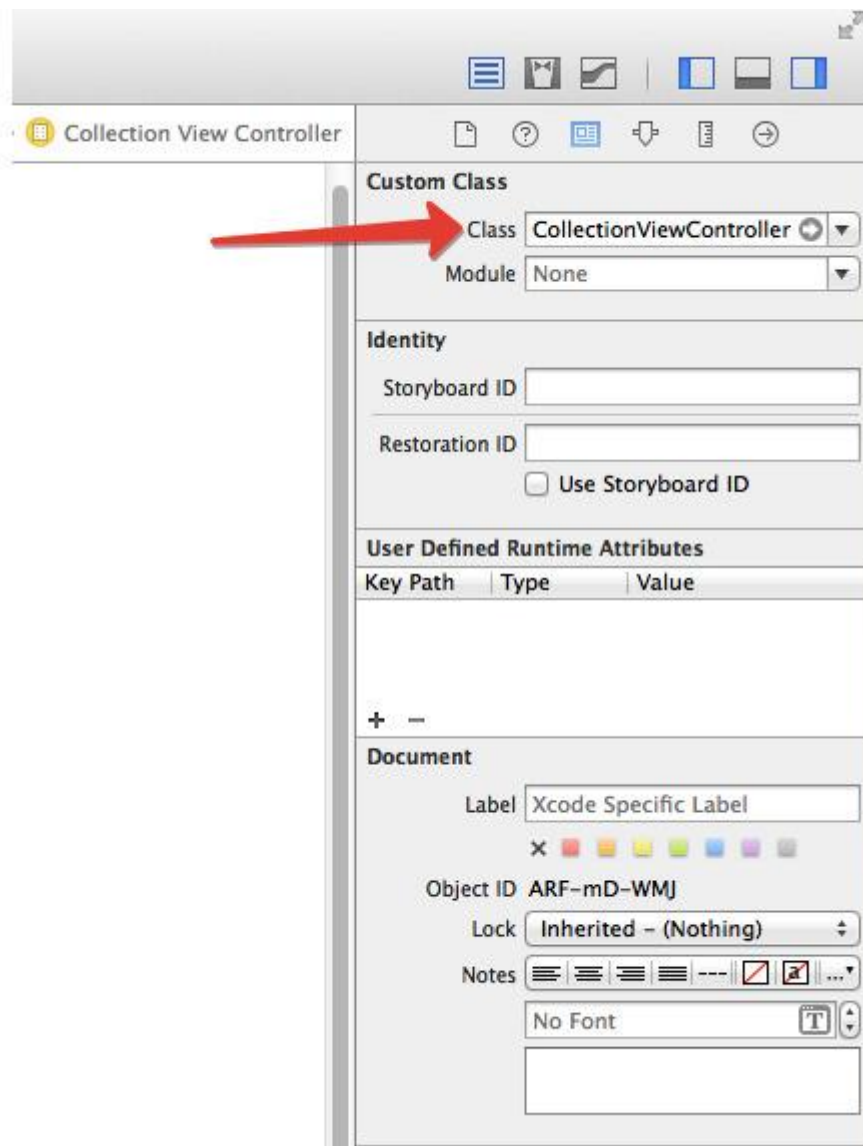 Collection View Controller
Custom Class
Class CollectionViewController
Module None
Identity
Storyboard ID
Restoration ID
Use Storyboard ID
User Defined Runtime Attributes
Key Path Type Value
+ −
Document
Label Xcode Specific Label
Object ID ARF-mD-WMJ
Lock Inherited - (Nothing)
Notes
No Font